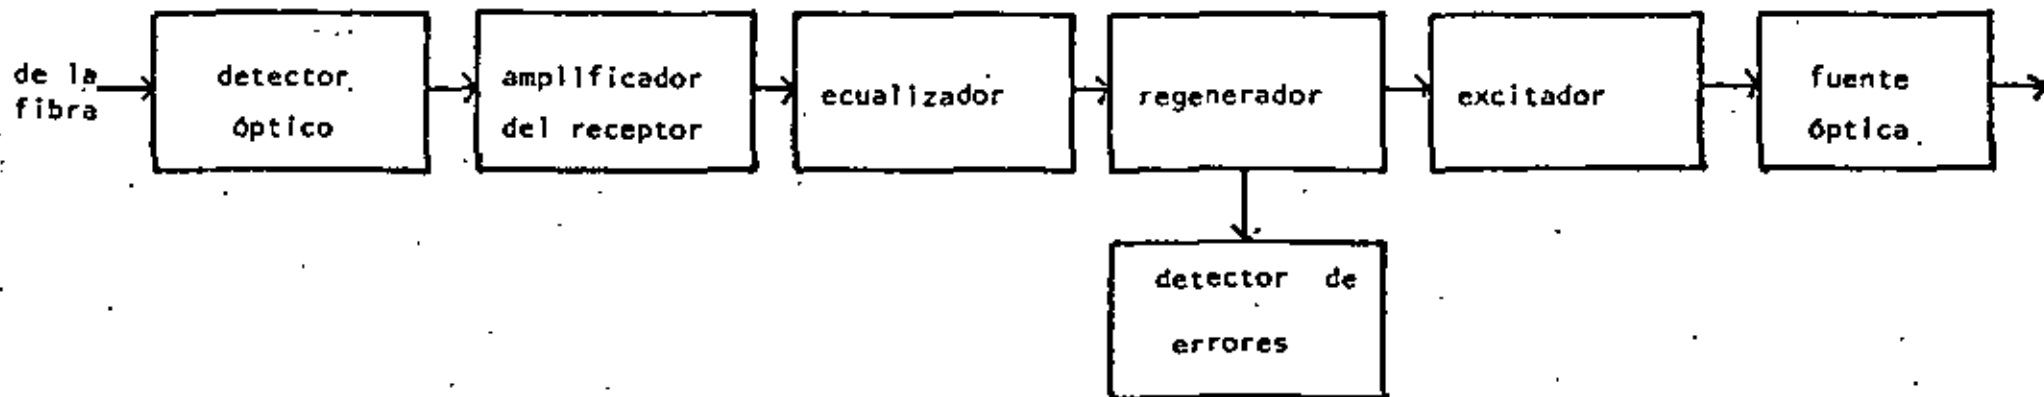 de la
fibra
detector
óptico
amplificador
del receptor
ecualizador
regenerador
excitador
fuente
óptica
detector de
errores